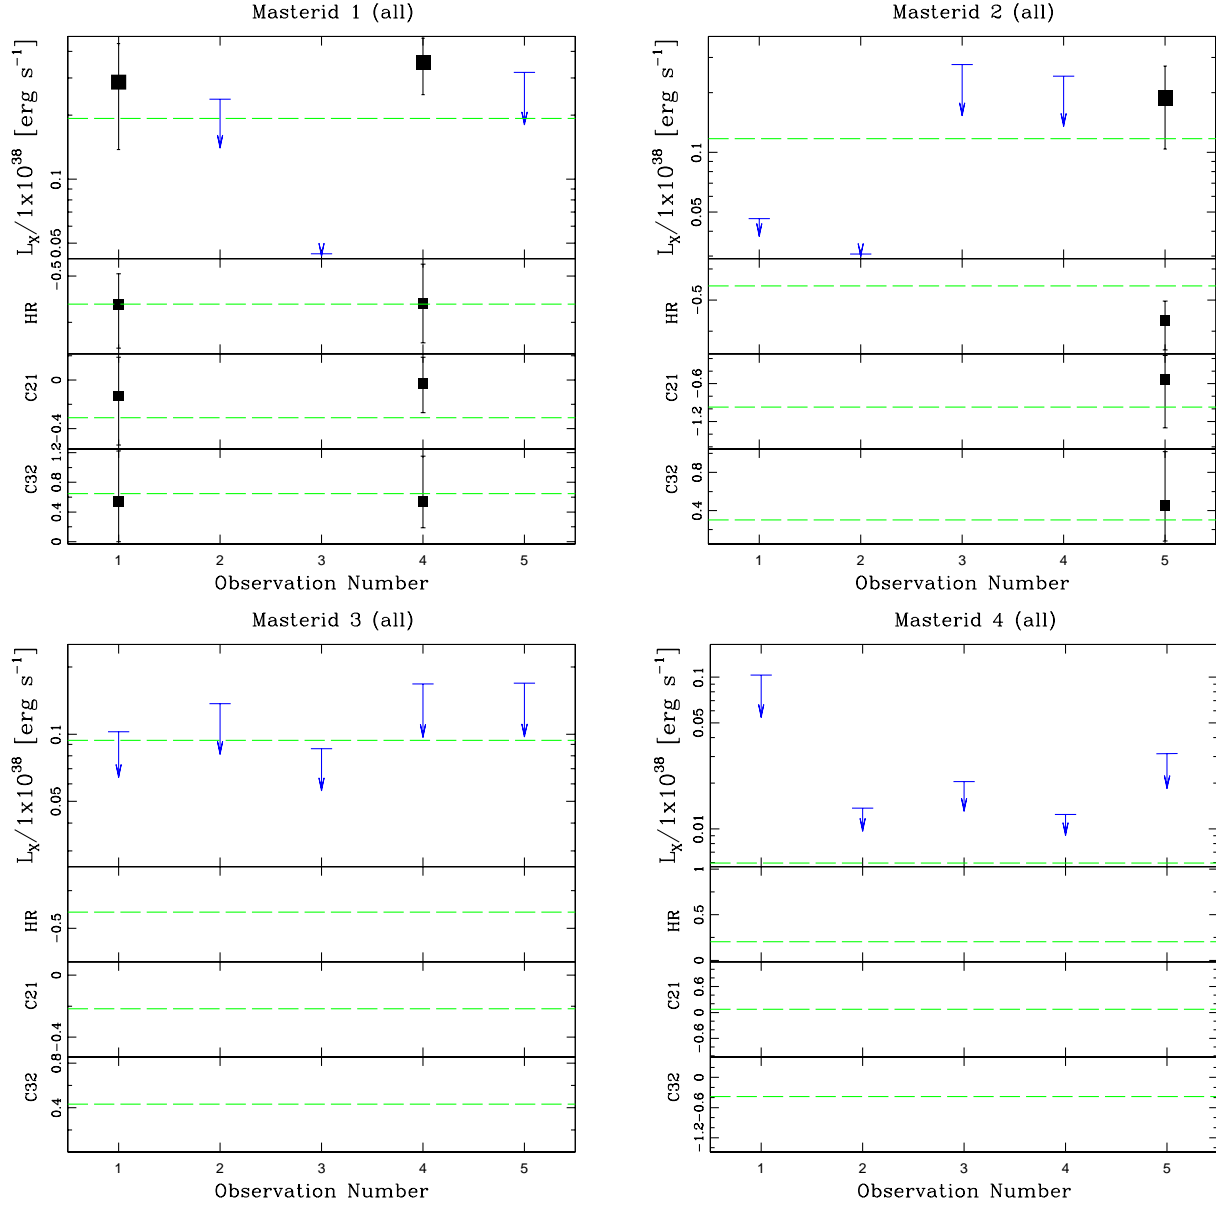 Masterid 1 (all)
L_X/1x10^38 [erg s^-1]
0.1
0.05
HR
-0.5
C21
0
-0.4
C32
1.2
0.8
0.4
0
1 2 3 4 5
Observation Number
Masterid 2 (all)
L_X/1x10^38 [erg s^-1]
0.1
0.05
HR
-0.5
C21
-0.6
-1.2
C32
0.8
0.4
1 2 3 4 5
Observation Number
Masterid 3 (all)
L_X/1x10^38 [erg s^-1]
0.1
0.05
HR
-0.5
C21
0
-0.4
C32
0.8
0.4
1 2 3 4 5
Observation Number
Masterid 4 (all)
L_X/1x10^38 [erg s^-1]
0.1
0.05
0.01
HR
1
0.5
0
C21
0.6
0
-0.6
C32
0
-0.6
-1.2
1 2 3 4 5
Observation Number